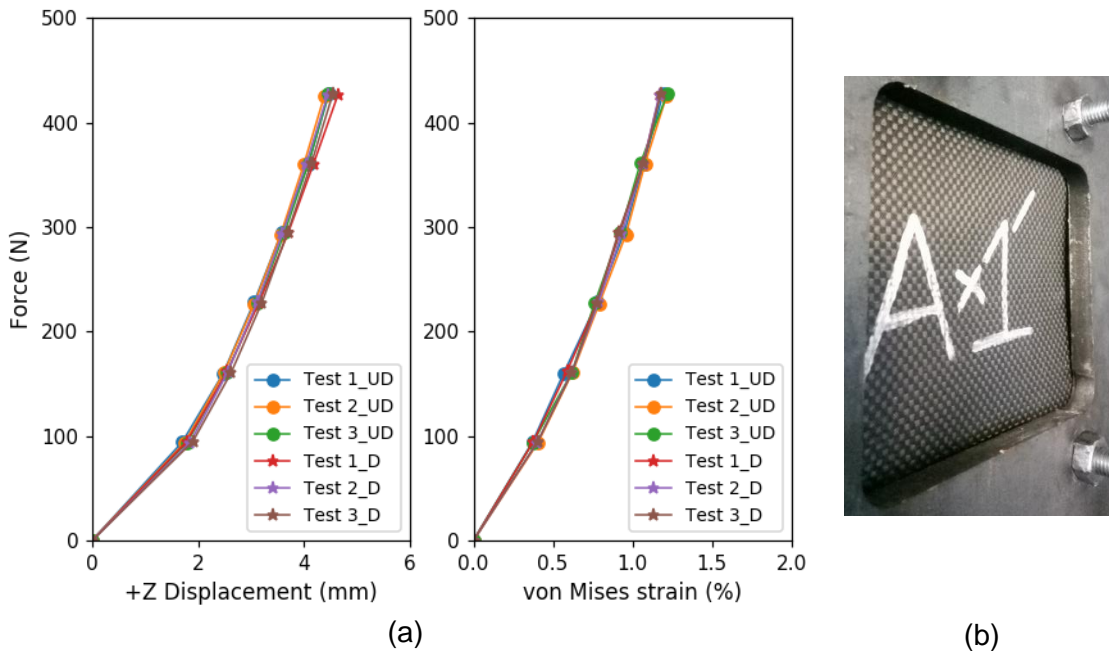 500
400
300
200
100
0
Force (N)
Test 1_UD
Test 2_UD
Test 3_UD
Test 1_D
Test 2_D
Test 3_D
0 2 4 6
+Z Displacement (mm)
500
400
300
200
100
0
Test 1_UD
Test 2_UD
Test 3_UD
Test 1_D
Test 2_D
Test 3_D
0.0 0.5 1.0 1.5 2.0
von Mises strain (%)
(a)
A×1'
(b)